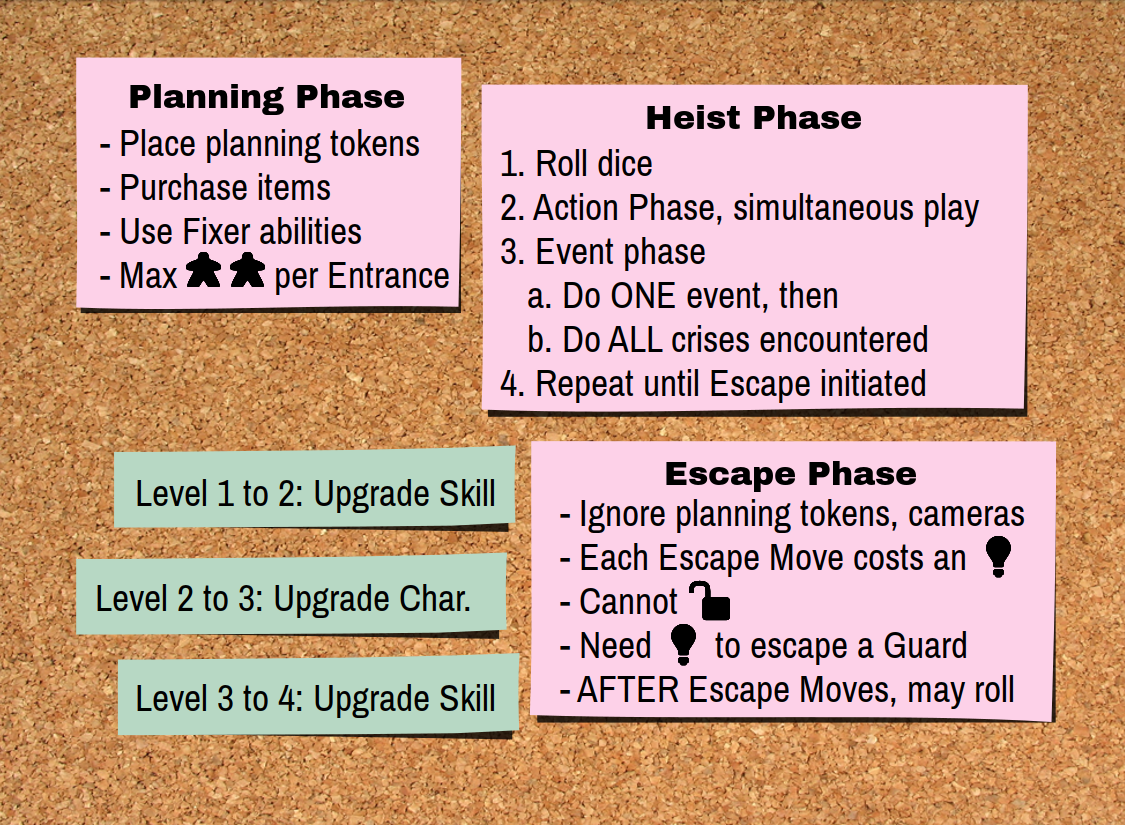 Planning Phase
- Place planning tokens
- Purchase items
- Use Fixer abilities
- Max per Entrance
Heist Phase
1. Roll dice
2. Action Phase, simultaneous play
3. Event phase
a. Do ONE event, then
b. Do ALL crises encountered
4. Repeat until Escape initiated
Level 1 to 2: Upgrade Skill
Level 2 to 3: Upgrade Char.
Level 3 to 4: Upgrade Skill
Escape Phase
- Ignore planning tokens, cameras
- Each Escape Move costs an
- Cannot
- Need to escape a Guard
- AFTER Escape Moves, may roll